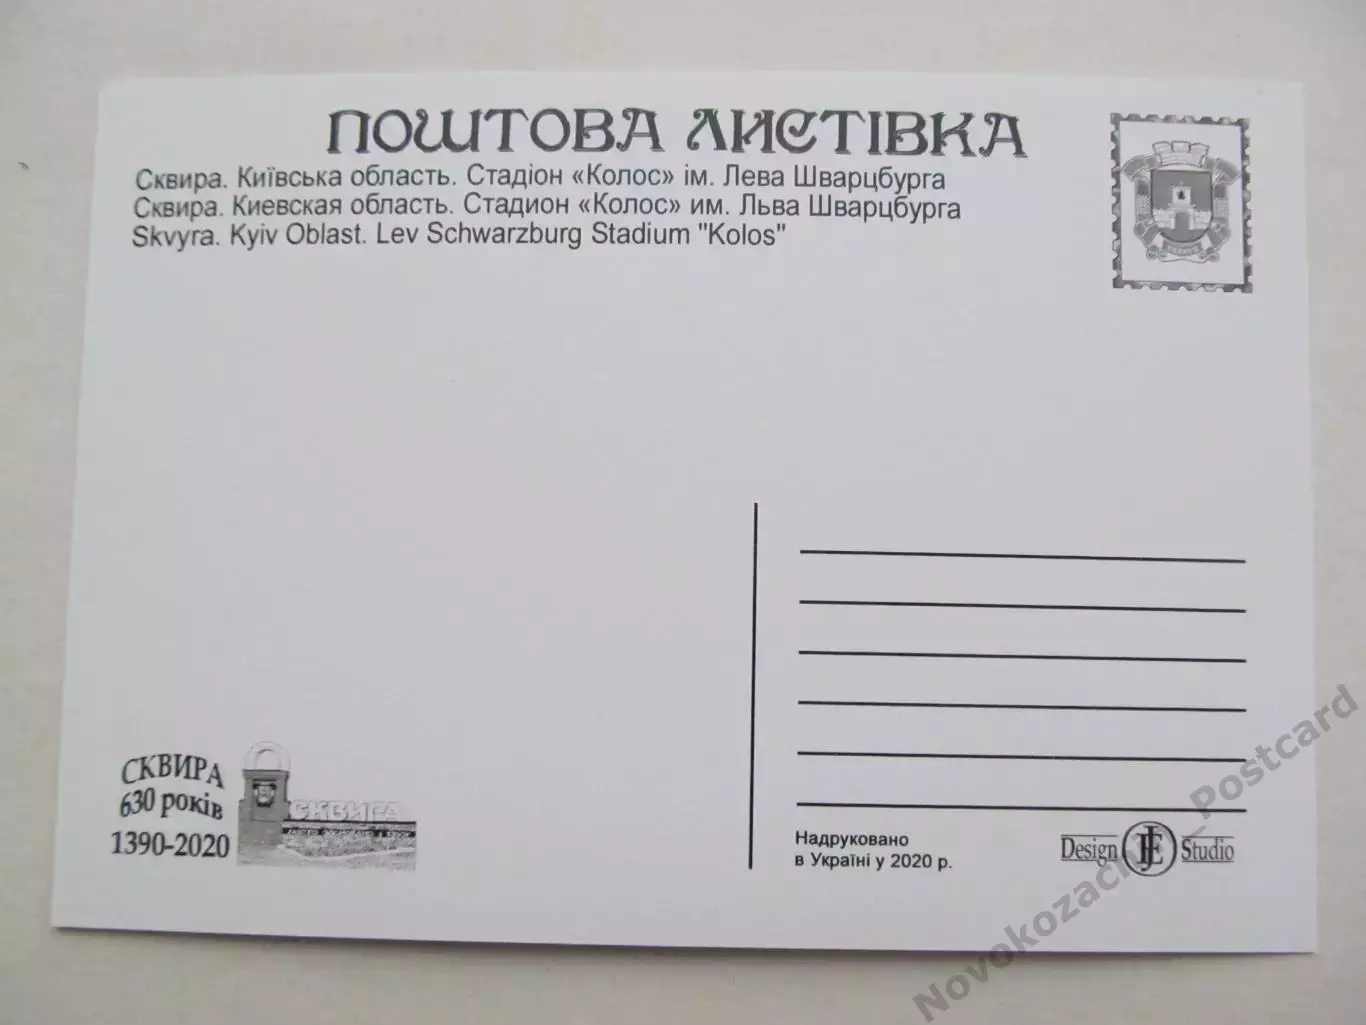 ПОШТОВА ЛИСТІВКА
Сквира. Київська область. Стадіон «Колос» ім. Лева Шварцбурга
Сквира. Киевская область. Стадион «Колос» им. Льва Шварцбурга
Skvyra. Kyiv Oblast. Lev Schwarzburg Stadium "Kolos"
СКВИРА
630 років
1390-2020
СКВИРА
Надруковано
в Україні у 2020 р.
Design Studio